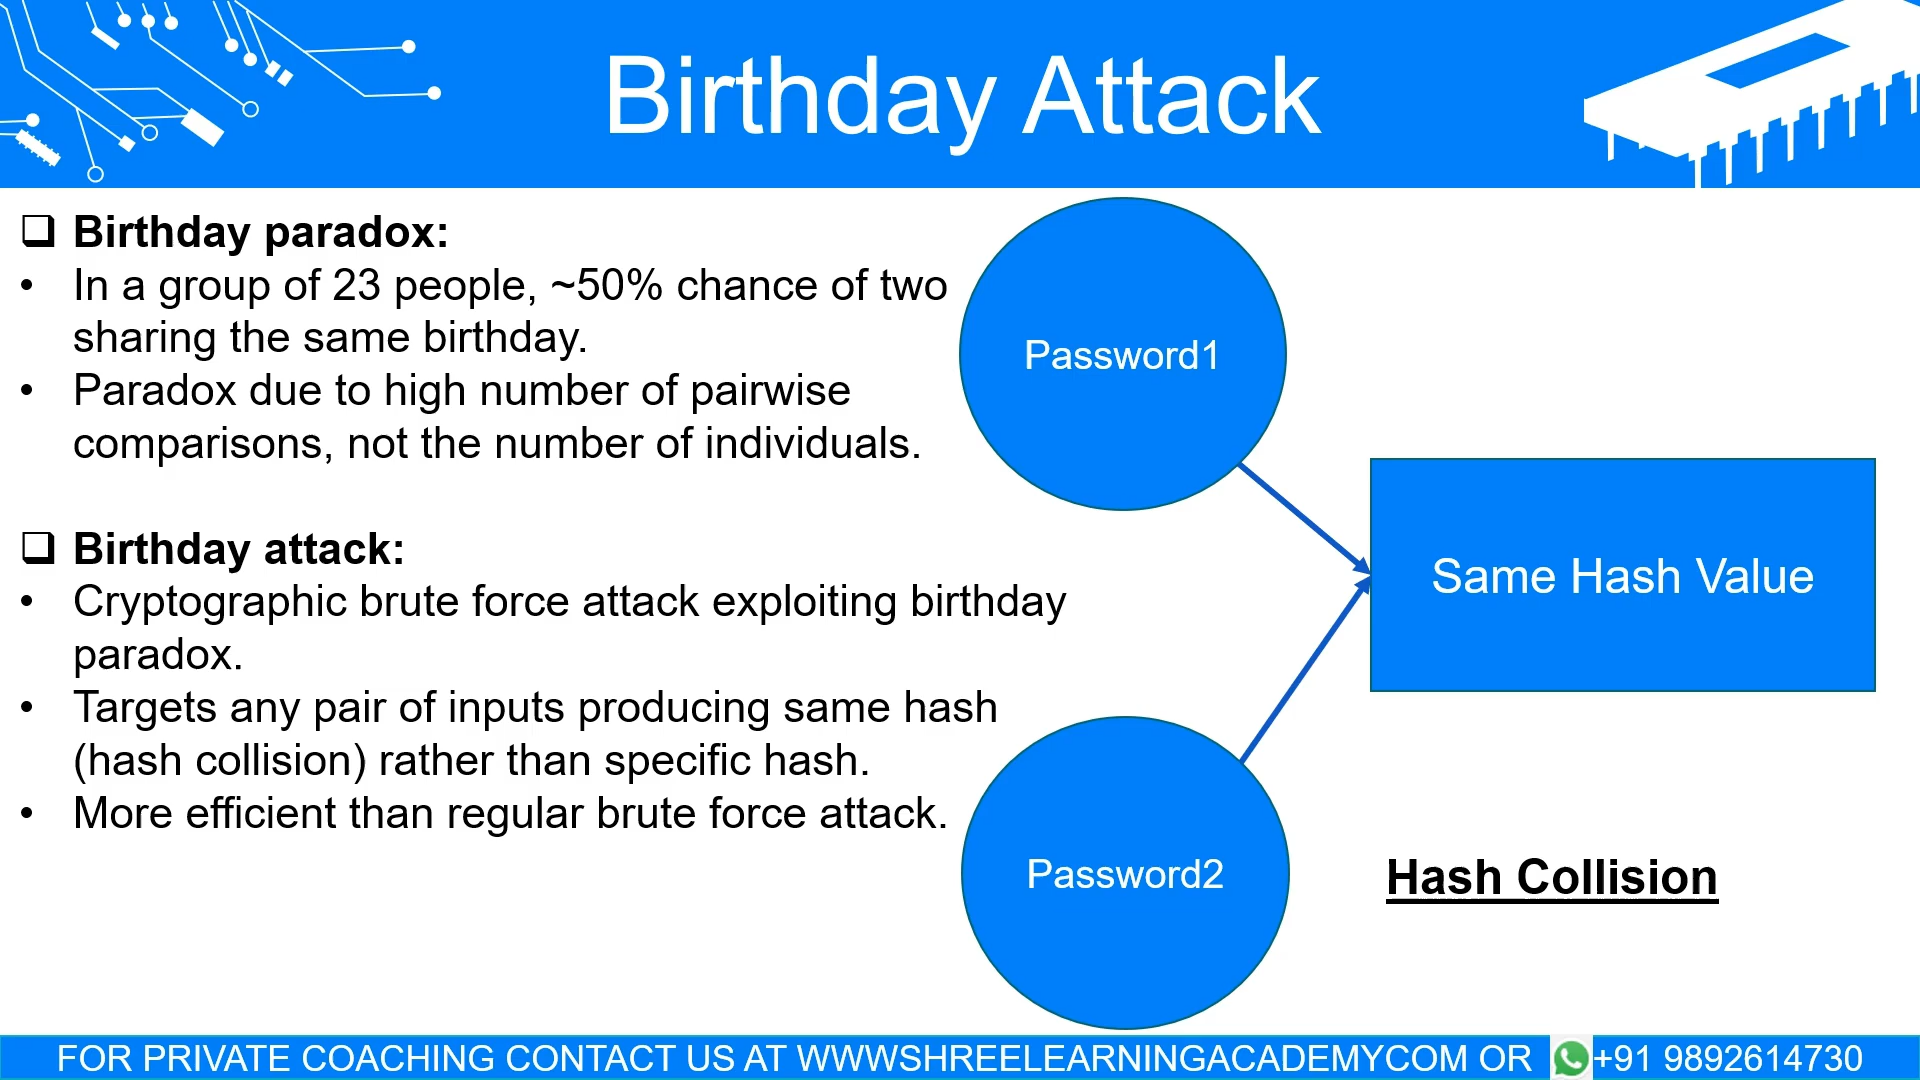 Birthday Attack
❑ Birthday paradox:
• In a group of 23 people, ~50% chance of two
sharing the same birthday.
• Paradox due to high number of pairwise
comparisons, not the number of individuals.
❑ Birthday attack:
• Cryptographic brute force attack exploiting birthday
paradox.
• Targets any pair of inputs producing same hash
(hash collision) rather than specific hash.
• More efficient than regular brute force attack.
Password1
Same Hash Value
Password2
Hash Collision
FOR PRIVATE COACHING CONTACT US AT WWWSHREELEARNINGACADEMYCOM OR +91 9892614730